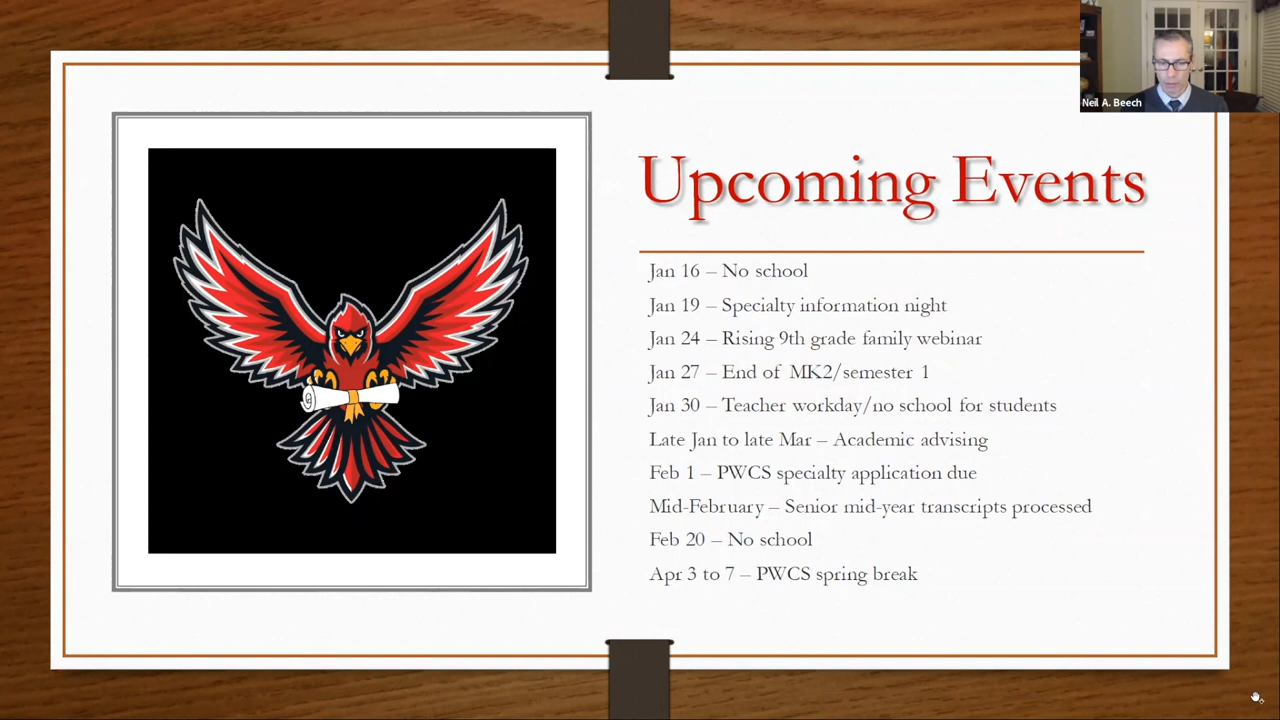 Neil A. Beech
Upcoming Events
Jan 16 – No school
Jan 19 – Specialty information night
Jan 24 – Rising 9th grade family webinar
Jan 27 – End of MK2/semester 1
Jan 30 – Teacher workday/no school for students
Late Jan to late Mar – Academic advising
Feb 1 – PWCS specialty application due
Mid-February – Senior mid-year transcripts processed
Feb 20 – No school
Apr 3 to 7 – PWCS spring break